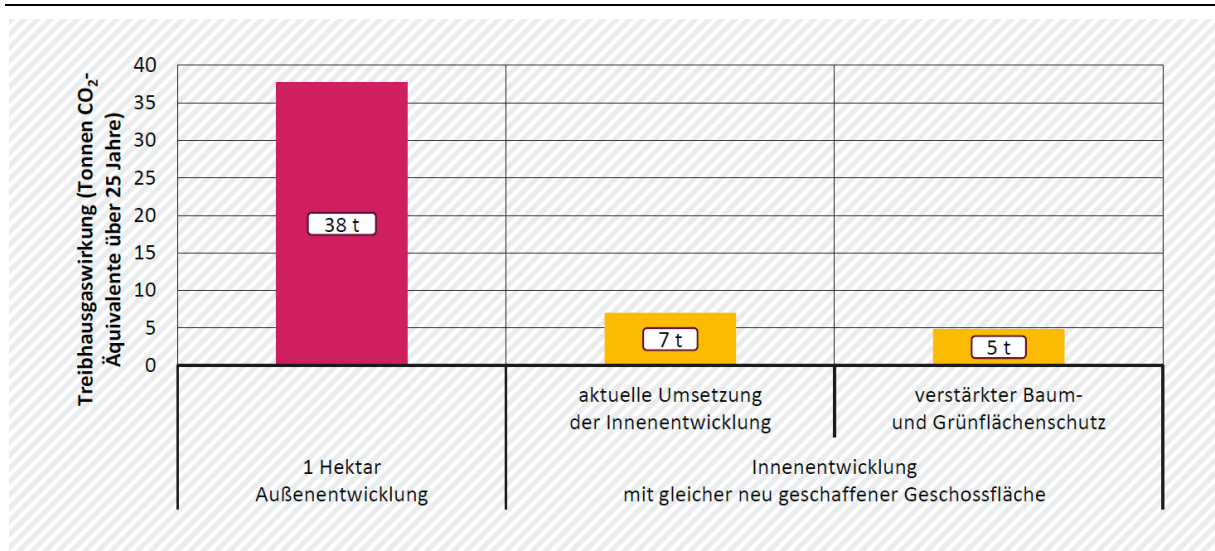 Treibhausgaswirkung (Tonnen CO₂-
Äquivalente über 25 Jahre)
40
35
30
25
20
15
10
5
0
38 t
7 t
5 t
aktuelle Umsetzung
der Innenentwicklung
verstärkter Baum-
und Grünflächenschutz
1 Hektar
Außenentwicklung
Innenentwicklung
mit gleicher neu geschaffener Geschossfläche